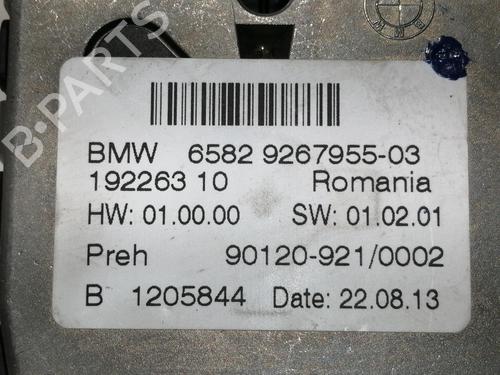 BMW 6582 9267955-03
192263 10 Romania
HW: 01.00.00 SW: 01.02.01
Preh 90120-921/0002
B 1205844 Date: 22.08.13
B-PARTS
BMW